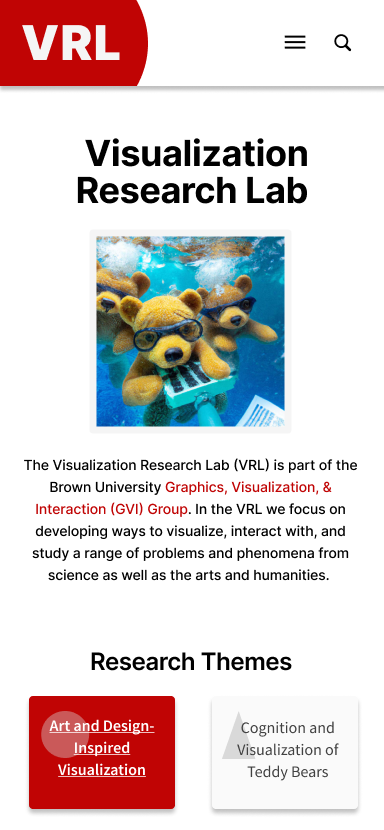 VRL
Visualization
Research Lab
The Visualization Research Lab (VRL) is part of the
Brown University Graphics, Visualization, &
Interaction (GVI) Group. In the VRL we focus on
developing ways to visualize, interact with, and
study a range of problems and phenomena from
science as well as the arts and humanities.
Research Themes
Art and Design-
Inspired
Visualization
Cognition and
Visualization of
Teddy Bears